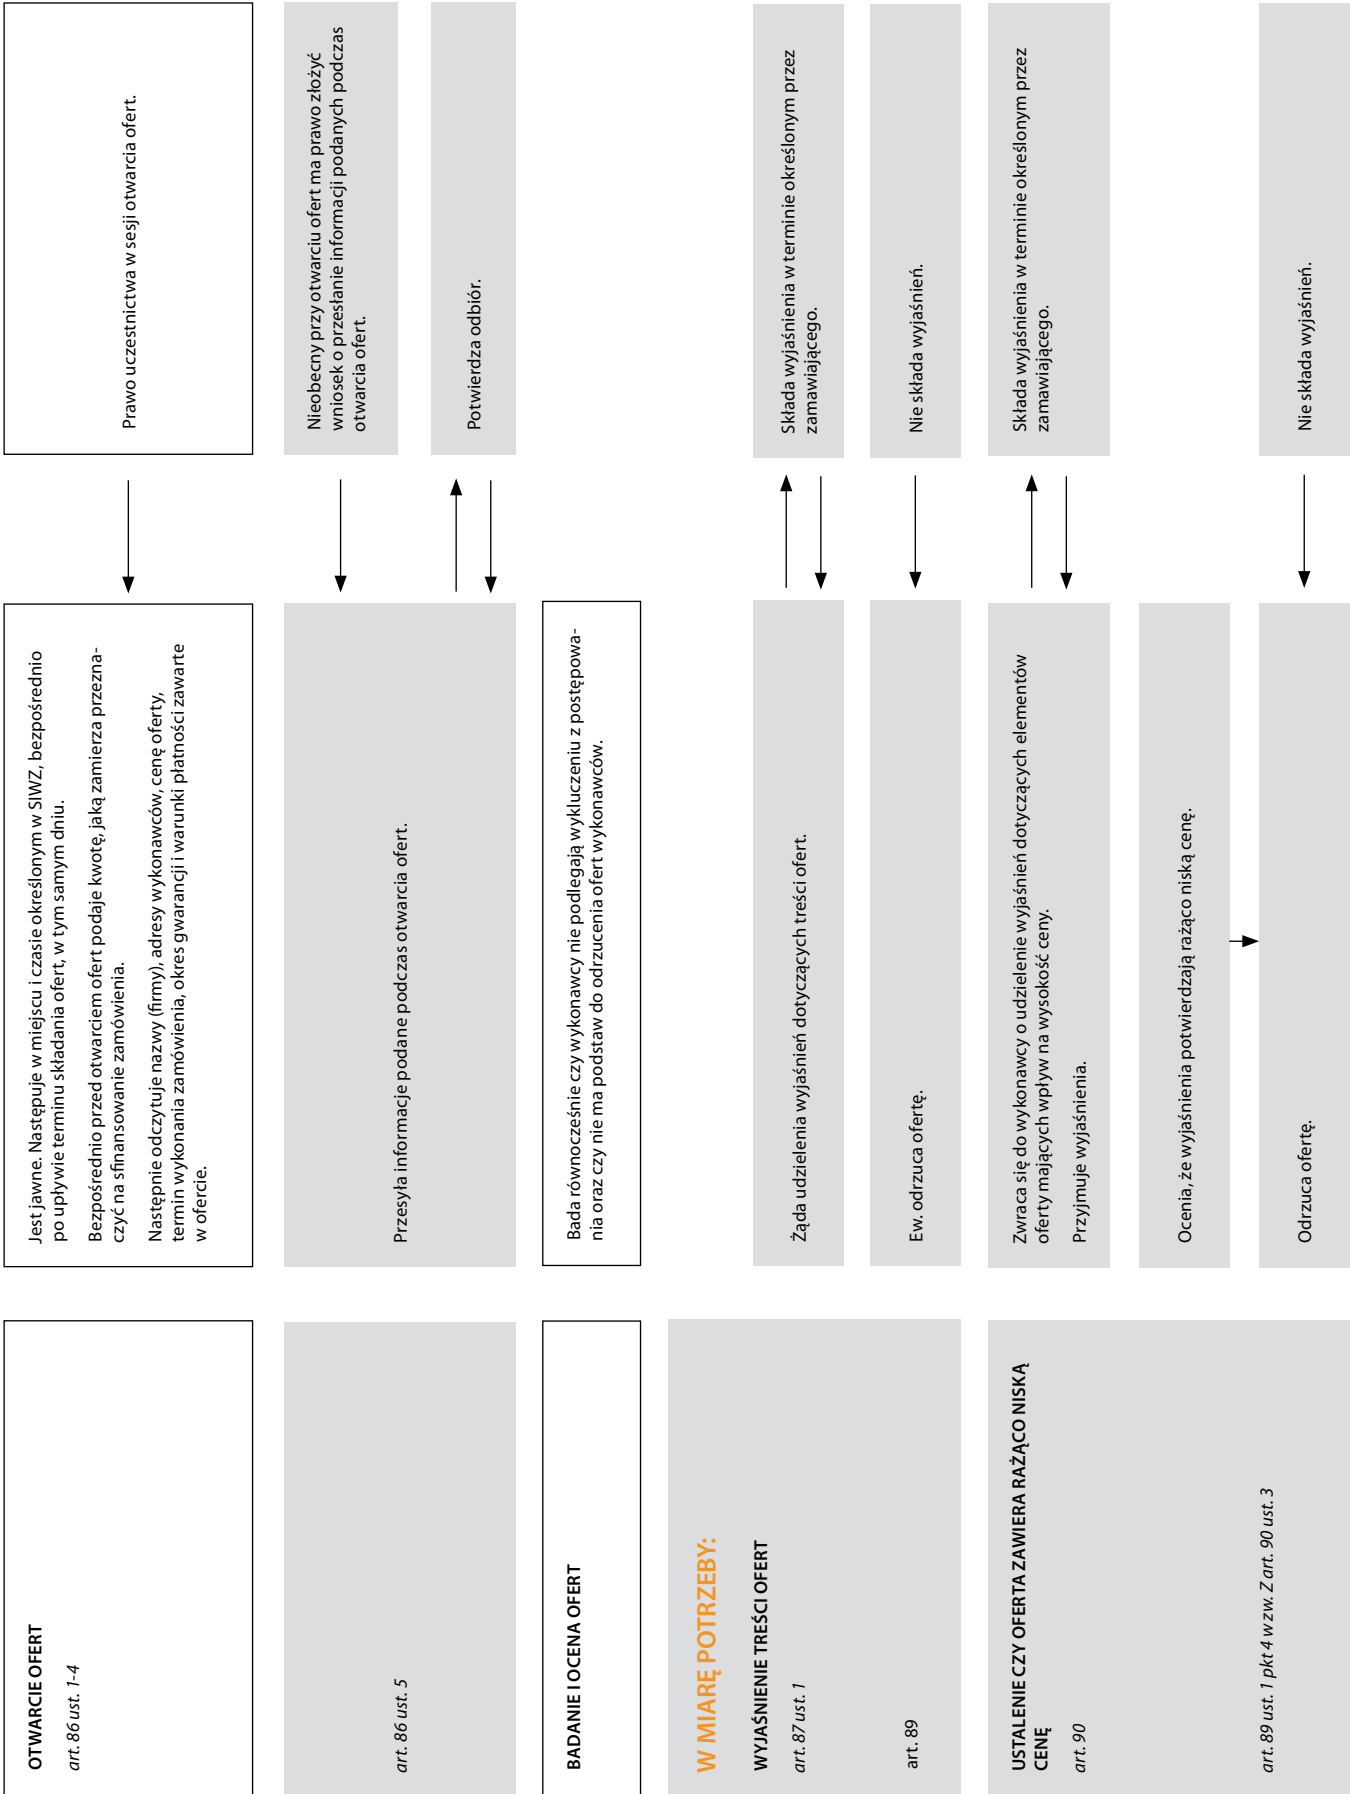 OTWARCIE OFERT
art. 86 ust. 1-4
Jest jawne. Następuje w miejscu i czasie określonym w SIWZ, bezpośrednio
po upływie terminu składania ofert, w tym samym dniu.
Bezpośrednio przed otwarciem ofert podaje kwotę, jaką zamierza przezna-
czyć na sfinansowanie zamówienia.
Następnie odczytuje nazwy (firmy), adresy wykonawców, cenę oferty,
termin wykonania zamówienia, okres gwarancji i warunki płatności zawarte
w ofercie.
Prawo uczestnictwa w sesji otwarcia ofert.
art. 86 ust. 5
Przesyła informacje podane podczas otwarcia ofert.
Nieobecny przy otwarciu ofert ma prawo złożyć
wniosek o przesłanie informacji podanych podczas
otwarcia ofert.
Potwierdza odbiór.
BADANIE I OCENA OFERT
Bada równocześnie czy wykonawcy nie podlegają wykluczeniu z postępowa-
nia oraz czy nie ma podstaw do odrzucenia ofert wykonawców.
W MIARĘ POTRZEBY:
WYJAŚNIENIE TREŚCI OFERT
art. 87 ust. 1
Żąda udzielenia wyjaśnień dotyczących treści ofert.
Składa wyjaśnienia w terminie określonym przez
zamawiającego.
art. 89
Ew. odrzuca ofertę.
Nie składa wyjaśnień.
USTALENIE CZY OFERTA ZAWIERA RAŻĄCO NISKĄ
CENĘ
art. 90
Zwraca się do wykonawcy o udzielenie wyjaśnień dotyczących elementów
oferty mających wpływ na wysokość ceny.
Przyjmuje wyjaśnienia.
Składa wyjaśnienia w terminie określonym przez
zamawiającego.
Ocenia, że wyjaśnienia potwierdzają rażąco niską cenę.
art. 89 ust. 1 pkt 4 w zw. Z art. 90 ust. 3
Odrzuca ofertę.
Nie składa wyjaśnień.